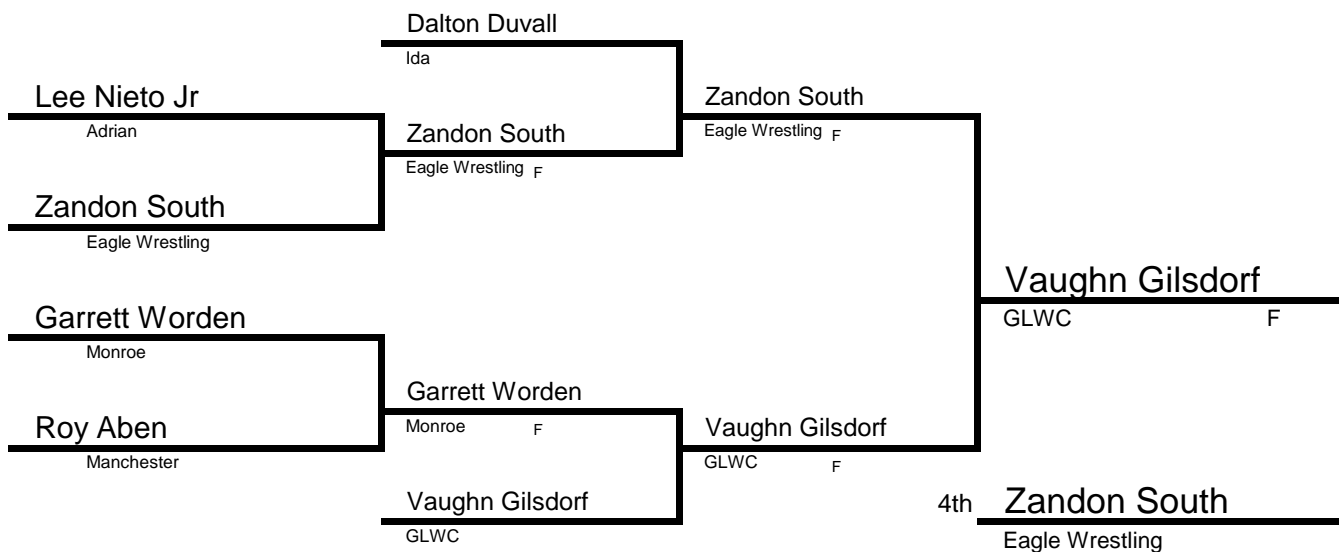 Dalton Duvall
Ida
Lee Nieto Jr
Adrian
Zandon South
Eagle Wrestling F
Zandon South
Eagle Wrestling F
Zandon South
Eagle Wrestling
Garrett Worden
Monroe
Roy Aben
Manchester
Garrett Worden
Monroe F
Vaughn Gilsdorf
GLWC
Vaughn Gilsdorf
GLWC F
Vaughn Gilsdorf
GLWC F
4th Zandon South
Eagle Wrestling